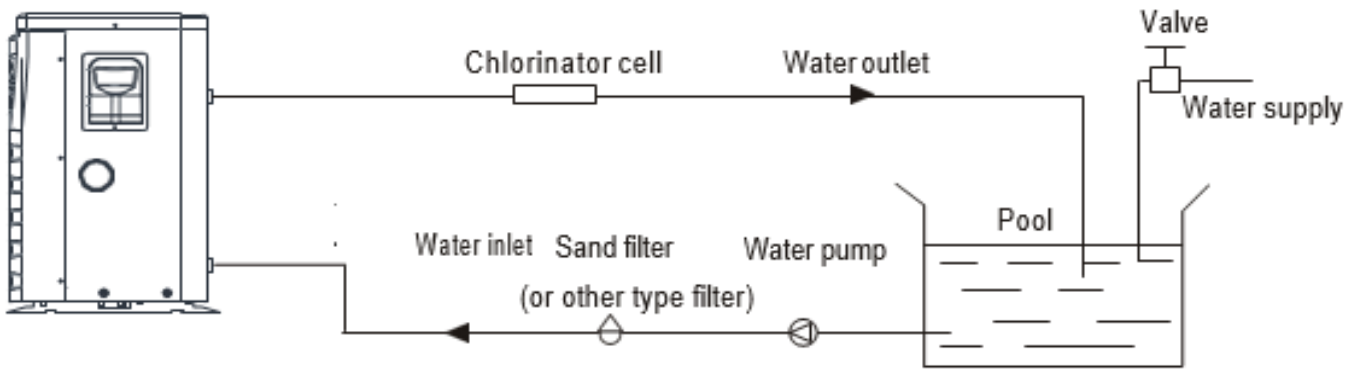 Valve
Chlorinator cell
Water outlet
Water supply
Pool
Water inlet
Sand filter
(or other type filter)
Water pump